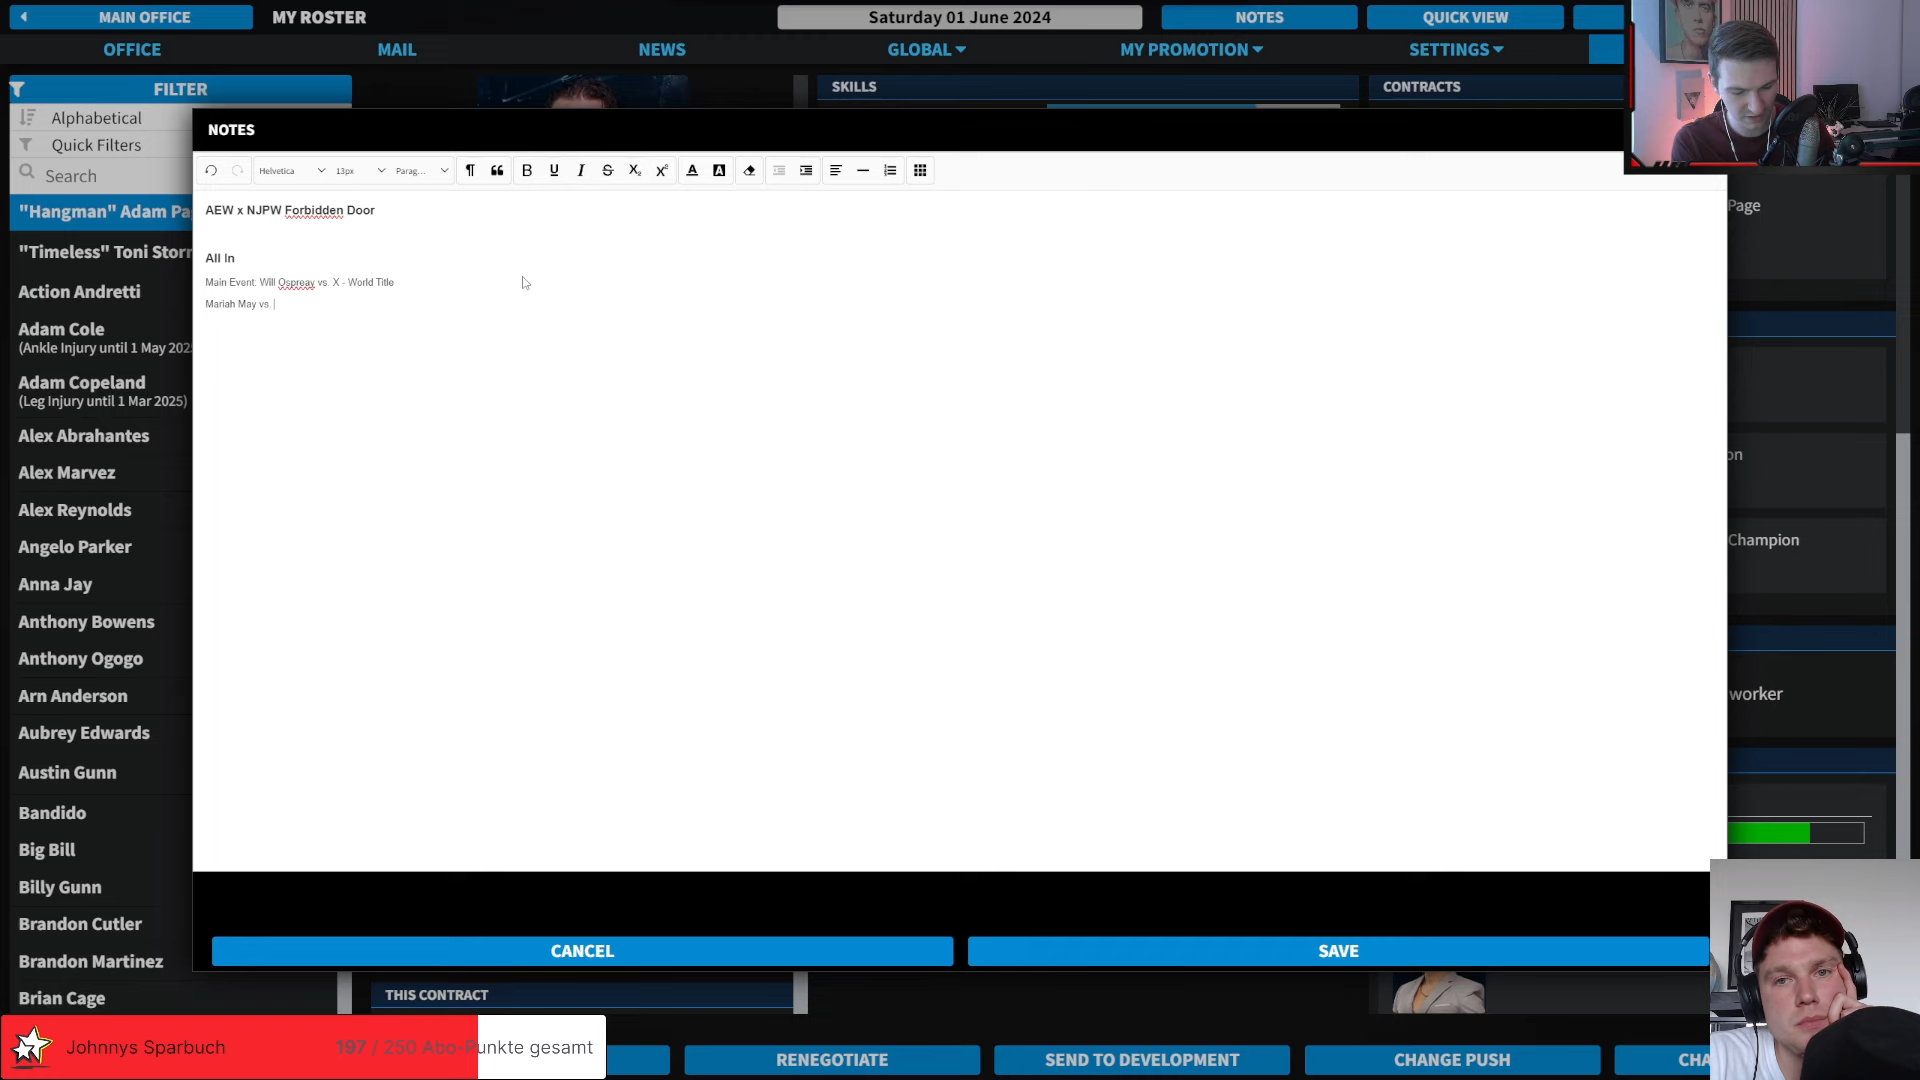 MAIN OFFICE
MY ROSTER
Saturday 01 June 2024
NOTES
QUICK VIEW
OFFICE
MAIL
NEWS
GLOBAL
MY PROMOTION
SETTINGS
FILTER
SKILLS
CONTRACTS
Alphabetical
Quick Filters
Search
"Hangman" Adam Pa
"Timeless" Toni Storr
Action Andretti
Adam Cole
(Ankle Injury until 1 May 202
Adam Copeland
(Leg Injury until 1 Mar 2025)
Alex Abrahantes
Alex Marvez
Alex Reynolds
Angelo Parker
Anna Jay
Anthony Bowens
Anthony Ogogo
Arn Anderson
Aubrey Edwards
Austin Gunn
Bandido
Big Bill
Billy Gunn
Brandon Cutler
Brandon Martinez
Brian Cage
NOTES
Helvetica
13px
Parag...
AEW x NJPW Forbidden Door
All In
Main Event: Will Ospreay vs. X - World Title
Mariah May vs.
Page
on
Champion
worker
CANCEL
SAVE
THIS CONTRACT
Johnnys Sparbuch
197 / 250 Abo-Punkte gesamt
RENEGOTIATE
SEND TO DEVELOPMENT
CHANGE PUSH
CHA